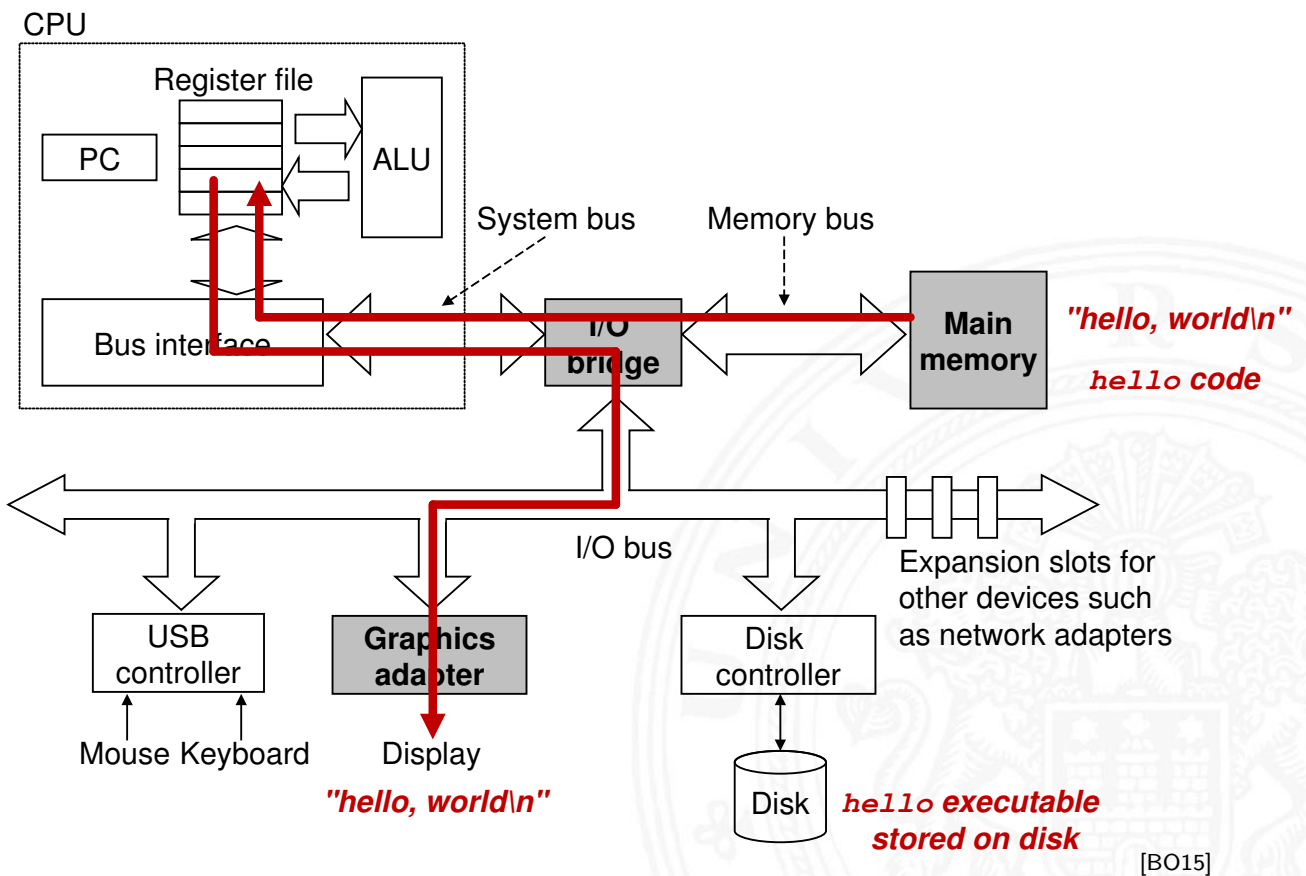 CPU
Register file
PC
ALU
System bus
Memory bus
Bus interface
I/O
bridge
Main
memory
"hello, world\n"
hello code
I/O bus
Expansion slots for
other devices such
as network adapters
USB
controller
Graphics
adapter
Disk
controller
Mouse Keyboard
Display
"hello, world\n"
Disk
hello executable
stored on disk
[BO15]